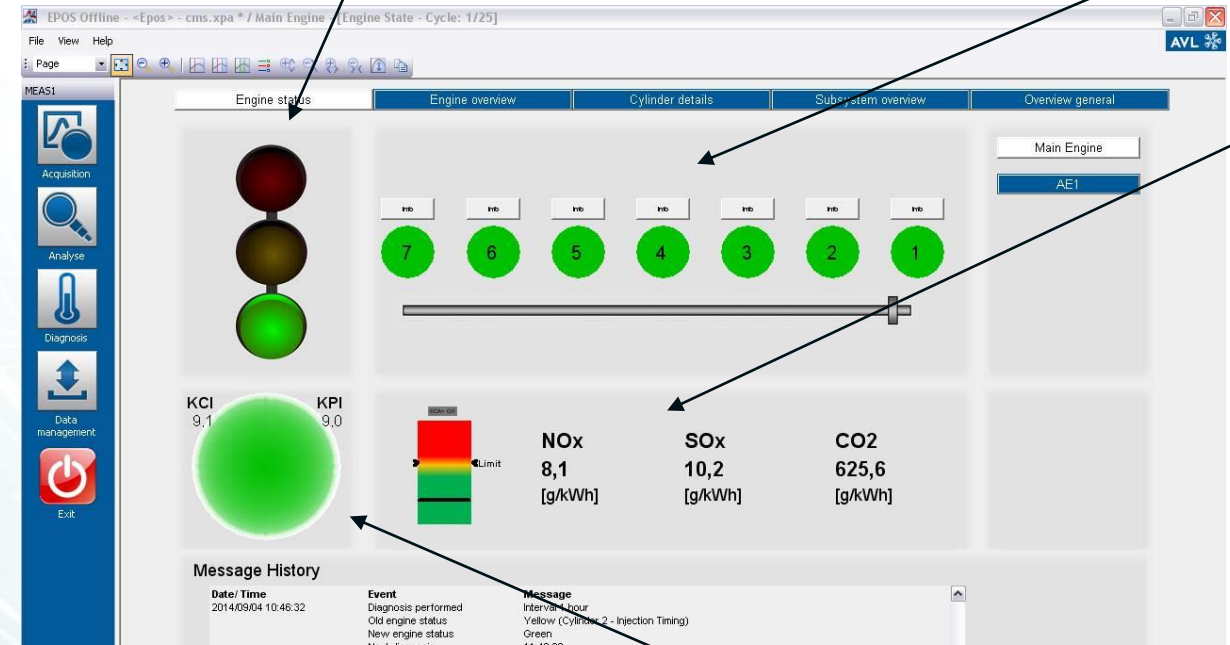 EPOS Offline - <Epos> - cms.xpa * / Main Engine - [Engine State - Cycle: 1/25]
File View Help
AVL
Page
MEAS1
Engine status Engine overview Cylinder details Subsystem overview Overview general
Acquisition
Analyse
Diagnosis
Data
management
Exit
Main Engine
AE1
Info Info Info Info Info Info Info
7 6 5 4 3 2 1
KCI KPI
9,1 9,0
Limit
NOx SOx CO2
8,1 10,2 625,6
[g/kWh] [g/kWh] [g/kWh]
Message History
Date/ Time Event Message
2014/09/04 10:46:32 Diagnosis performed Interval 1 hour
Old engine status Yellow (Cylinder 2 - Injection Timing)
New engine status Green